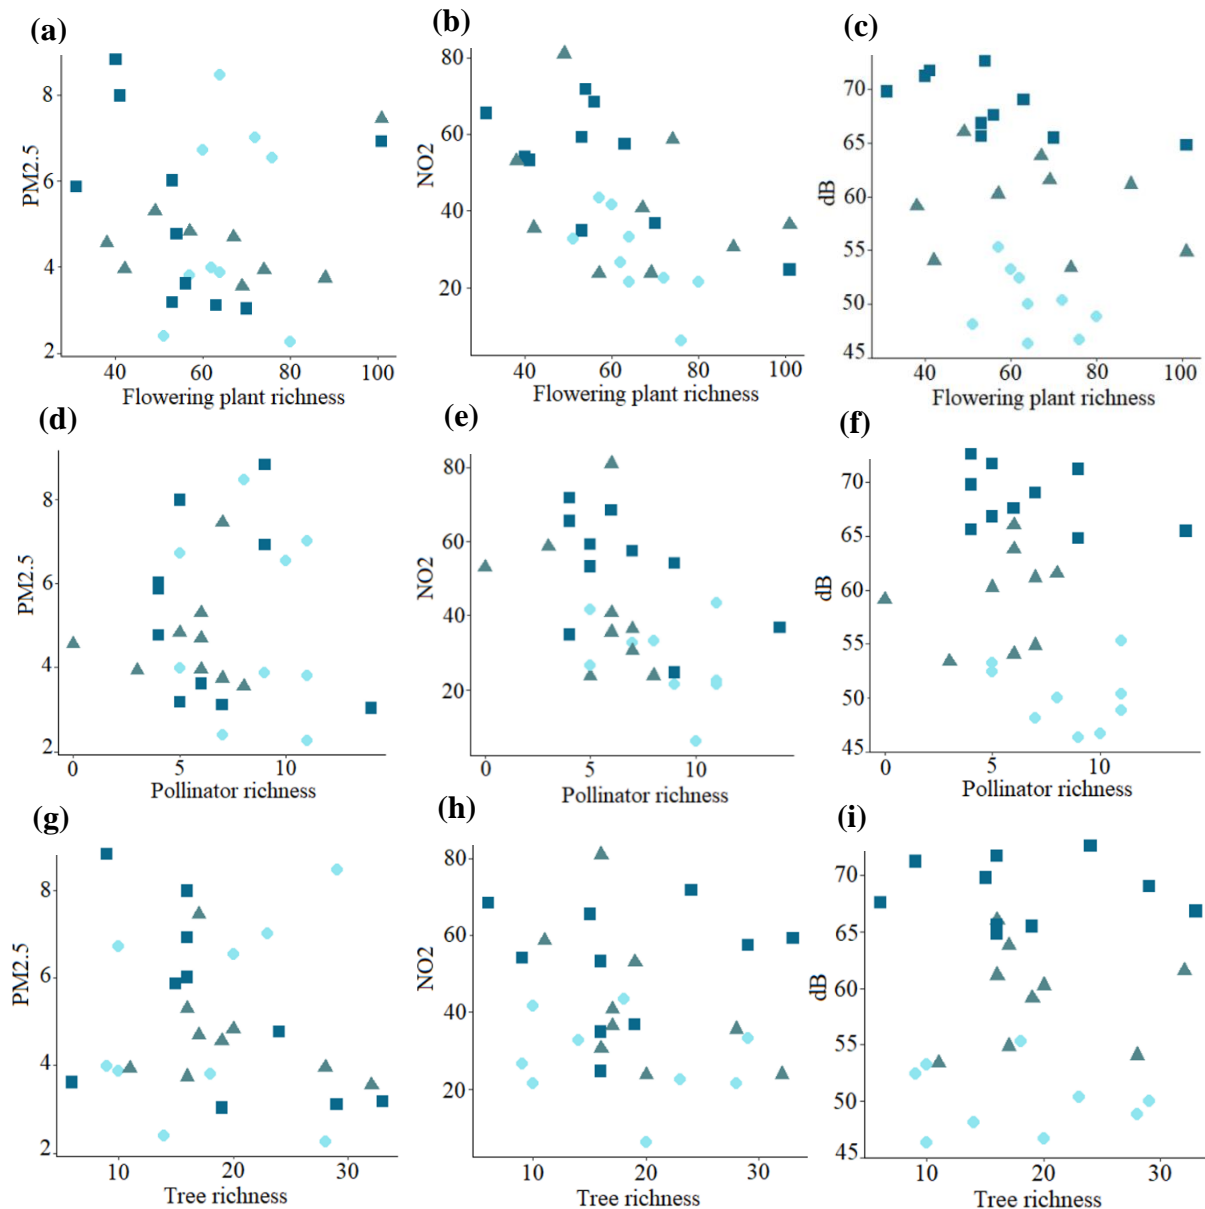 (a)
(b)
(c)
PM2.5
8
6
4
2
40 60 80 100
Flowering plant richness
NO2
80
60
40
20
40 60 80 100
Flowering plant richness
dB
70
65
60
55
50
45
40 60 80 100
Flowering plant richness
(d)
(e)
(f)
PM2.5
8
6
4
2
0 5 10
Pollinator richness
NO2
80
60
40
20
0 5 10
Pollinator richness
dB
70
65
60
55
50
45
0 5 10
Pollinator richness
(g)
(h)
(i)
PM2.5
8
6
4
2
10 20 30
Tree richness
NO2
80
60
40
20
10 20 30
Tree richness
dB
70
65
60
55
50
45
10 20 30
Tree richness